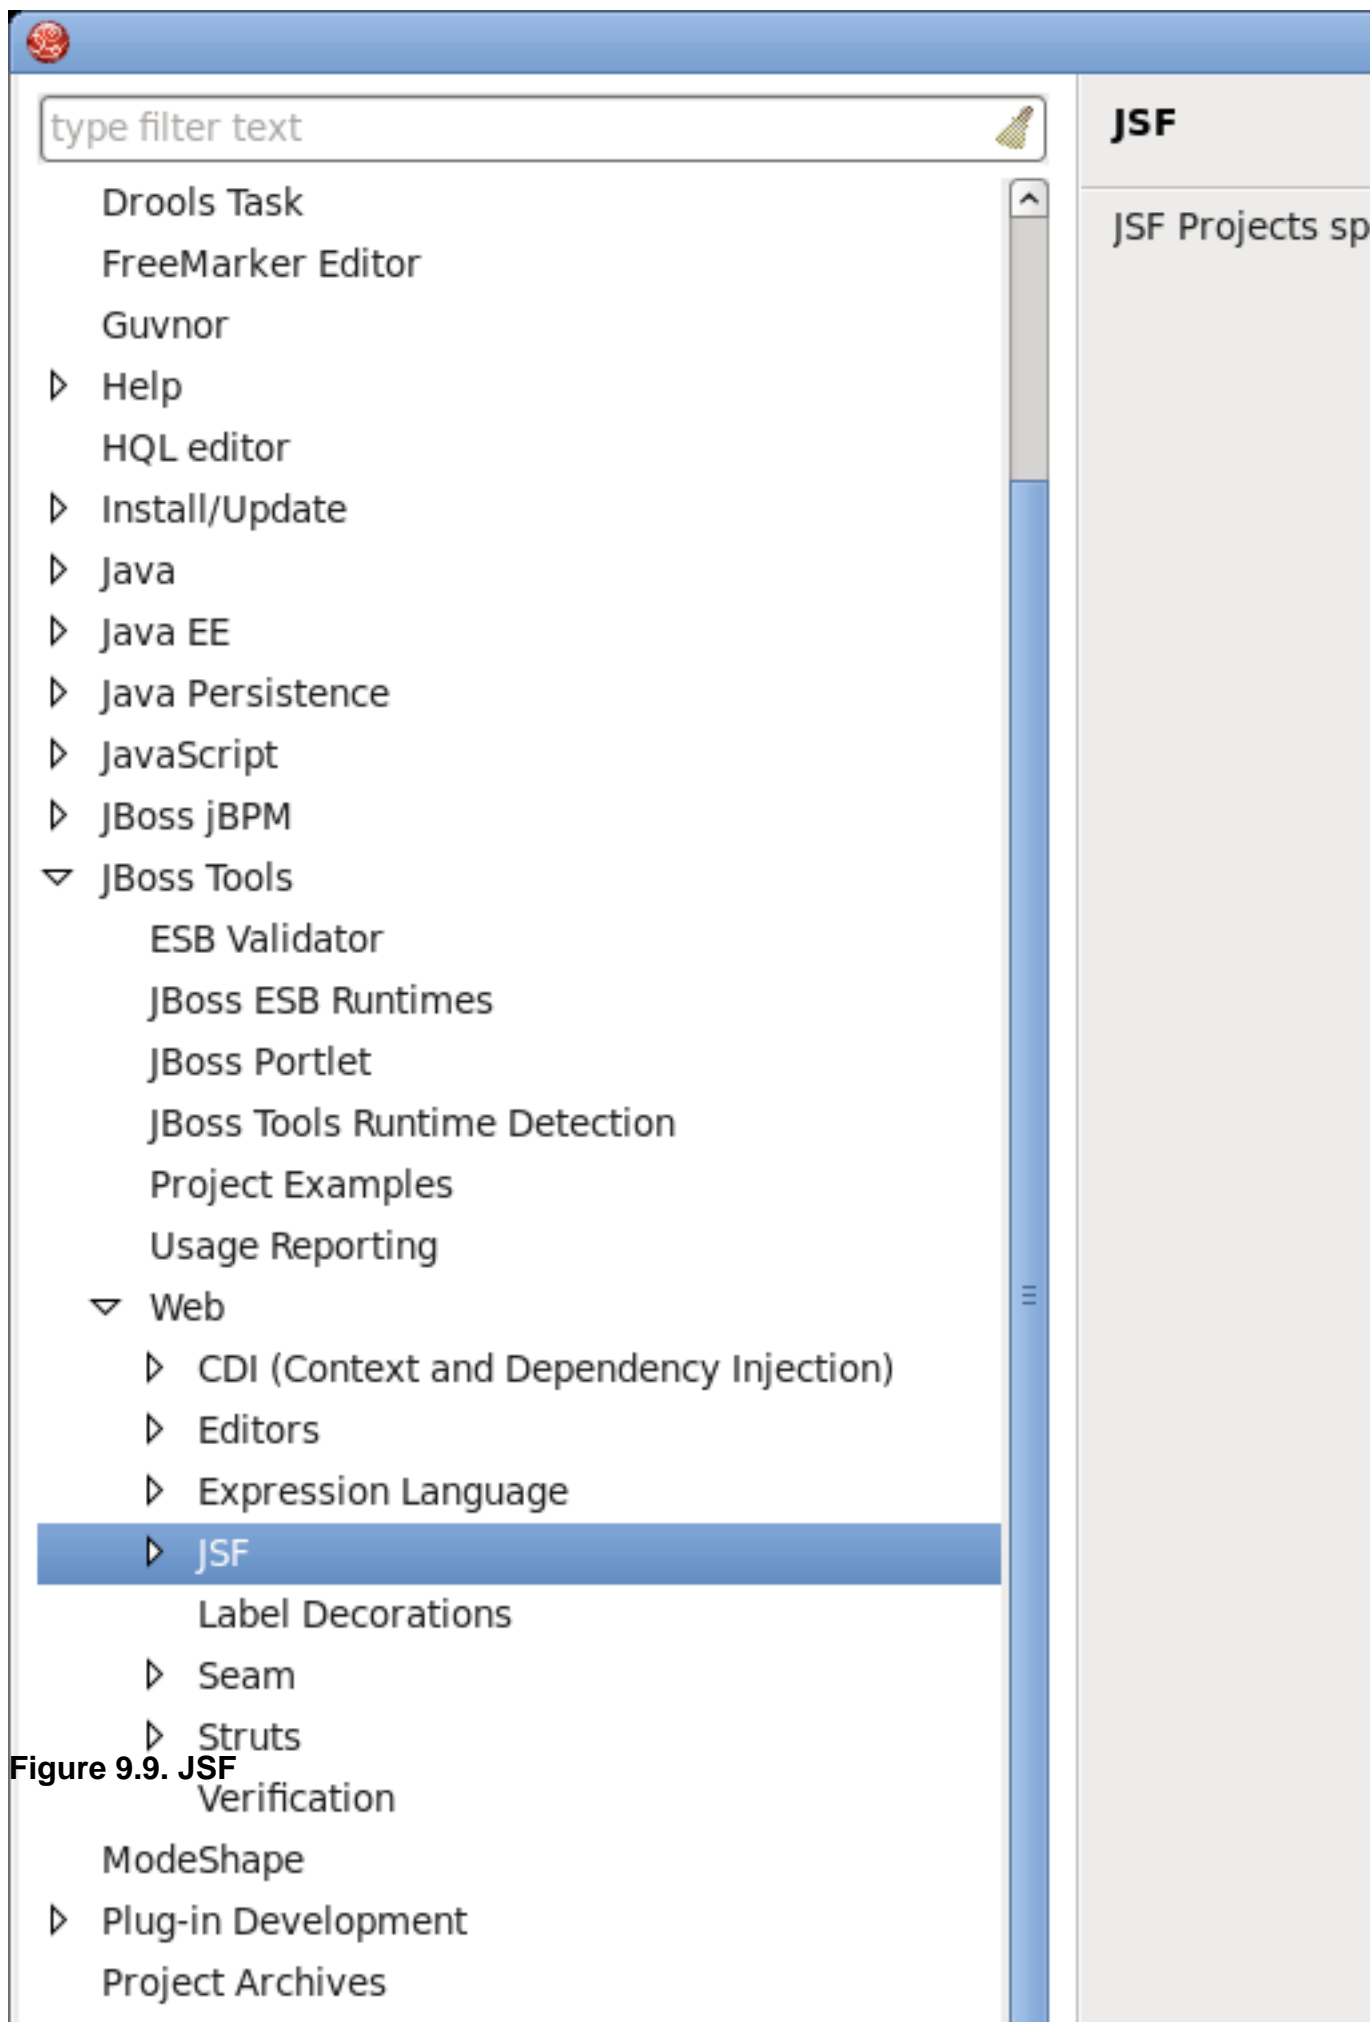 type filter text
JSF
Drools Task
JSF Projects sp
FreeMarker Editor
Guvnor
Help
HQL editor
Install/Update
Java
Java EE
Java Persistence
JavaScript
JBoss jBPM
JBoss Tools
ESB Validator
JBoss ESB Runtimes
JBoss Portlet
JBoss Tools Runtime Detection
Project Examples
Usage Reporting
Web
CDI (Context and Dependency Injection)
Editors
Expression Language
JSF
Label Decorations
Seam
Struts
Figure 9.9. JSF
Verification
ModeShape
Plug-in Development
Project Archives